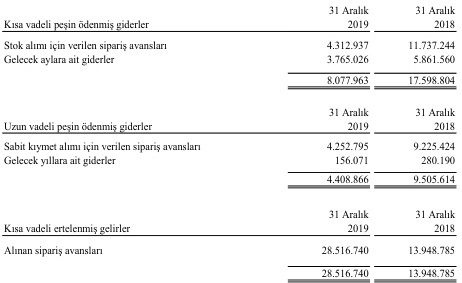 31 Aralık 31 Aralık
Kısa vadeli peşin ödenmiş giderler 2019 2018
Stok alımı için verilen sipariş avansları 4.312.937 11.737.244
Gelecek aylara ait giderler 3.765.026 5.861.560
8.077.963 17.598.804
31 Aralık 31 Aralık
Uzun vadeli peşin ödenmiş giderler 2019 2018
Sabit kıymet alımı için verilen sipariş avansları 4.252.795 9.225.424
Gelecek yıllara ait giderler 156.071 280.190
4.408.866 9.505.614
31 Aralık 31 Aralık
Kısa vadeli ertelenmiş gelirler 2019 2018
Alınan sipariş avansları 28.516.740 13.948.785
28.516.740 13.948.785